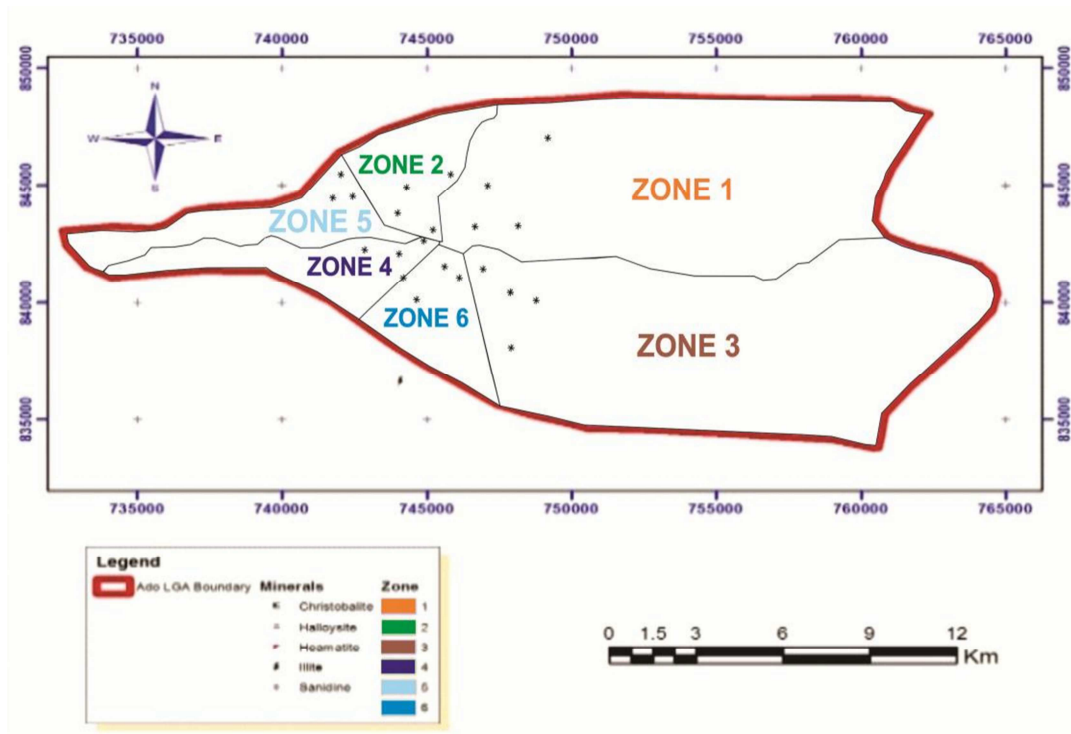 735000 740000 745000 750000 755000 760000 765000
850000 850000
N
W E
S
ZONE 2
845000 ZONE 1 845000
ZONE 5
ZONE 4
840000 ZONE 6 840000
ZONE 3
835000 835000
735000 740000 745000 750000 755000 760000 765000
Legend
Ado LGA Boundary Minerals Zone
Christobalite 1
Halloysite 2
Heamatite 3
Illite 4
Sanidine 5
6
0 1.5 3 6 9 12
Km